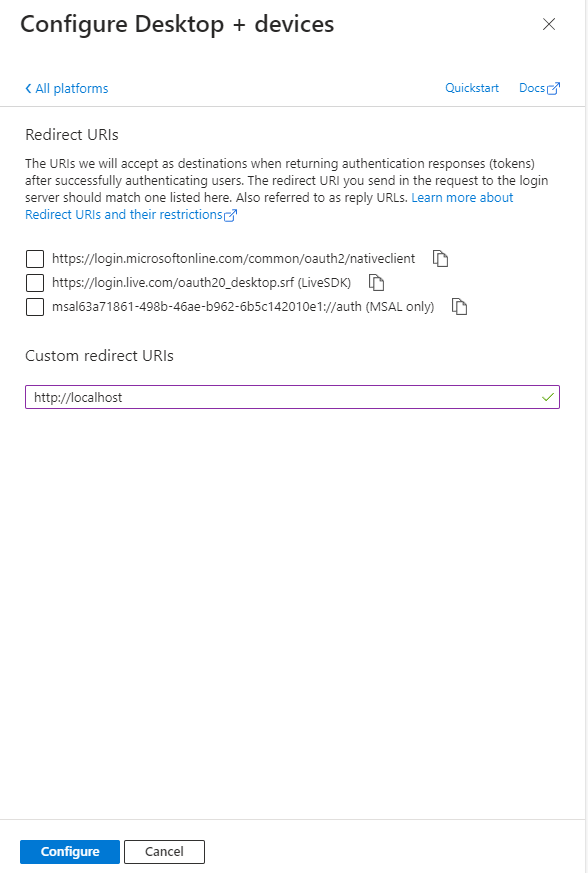 Configure Desktop + devices
All platforms
Quickstart
Docs
Redirect URIs
The URIs we will accept as destinations when returning authentication responses (tokens)
after successfully authenticating users. The redirect URI you send in the request to the login
server should match one listed here. Also referred to as reply URLs. Learn more about
Redirect URIs and their restrictions
https://login.microsoftonline.com/common/oauth2/nativeclient
https://login.live.com/oauth20_desktop.srf (LiveSDK)
msal63a71861-498b-46ae-b962-6b5c142010e1://auth (MSAL only)
Custom redirect URIs
http://localhost
Configure
Cancel